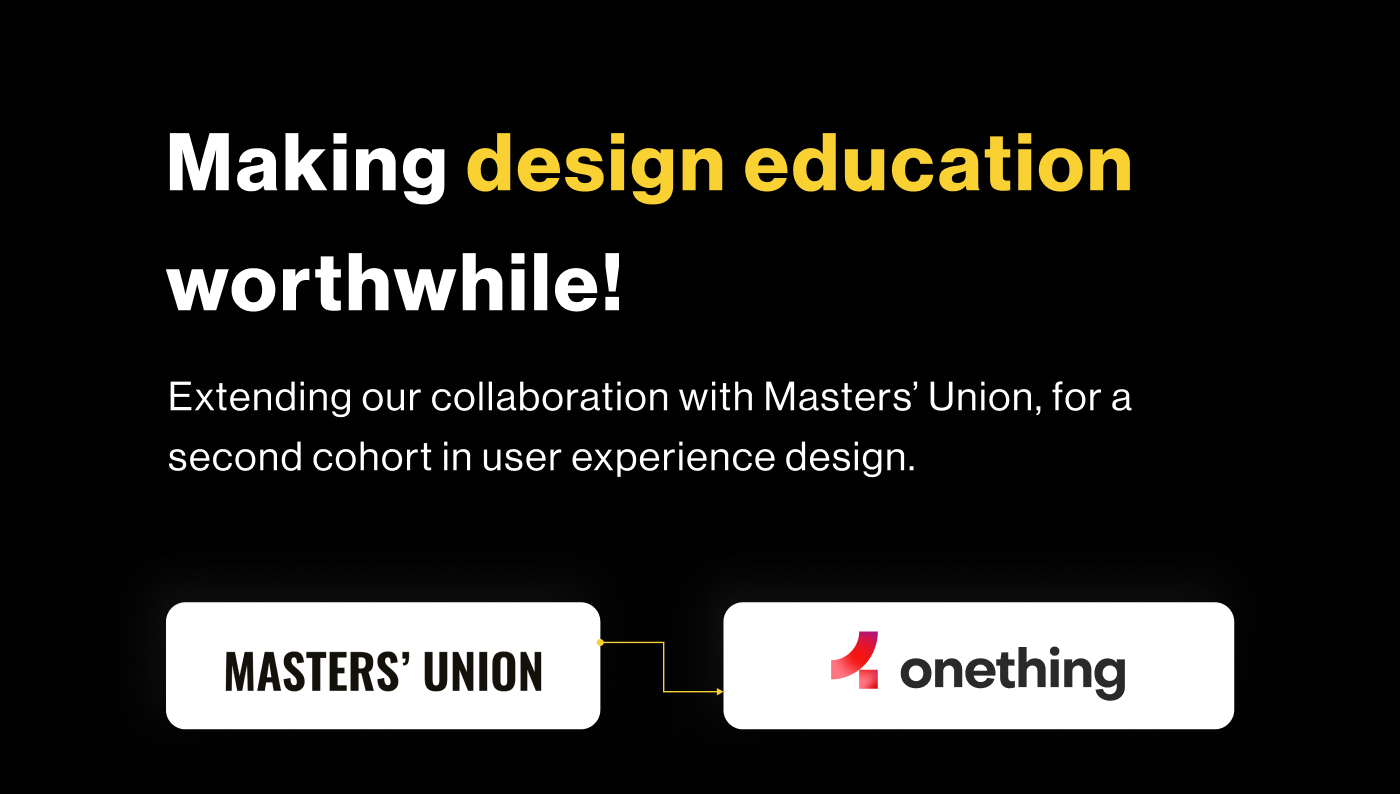 Making design education
worthwhile!
Extending our collaboration with Masters’ Union, for a
second cohort in user experience design.
MASTERS’ UNION
onething